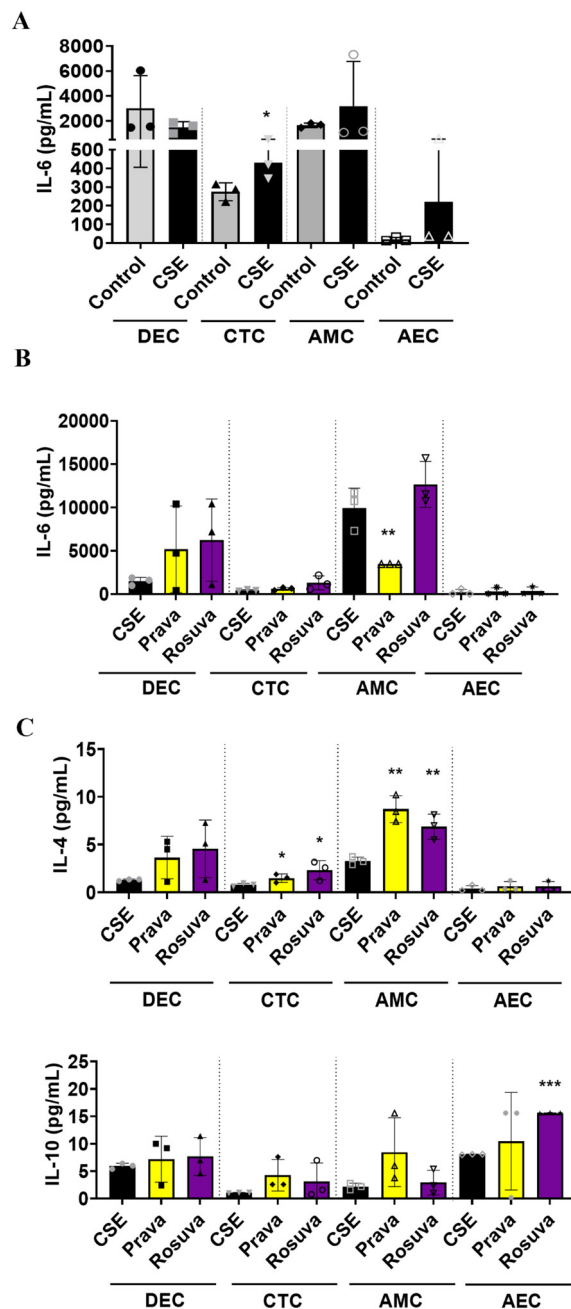 A
IL-6 (pg/mL)
8000
6000
4000
2000
500
400
300
200
100
0
*
Control CSE Control CSE Control CSE Control CSE
DEC CTC AMC AEC
B
IL-6 (pg/mL)
20000
15000
10000
5000
0
**
CSE Prava Rosuva CSE Prava Rosuva CSE Prava Rosuva CSE Prava Rosuva
DEC CTC AMC AEC
C
IL-4 (pg/mL)
15
10
5
0
* * ** **
CSE Prava Rosuva CSE Prava Rosuva CSE Prava Rosuva CSE Prava Rosuva
DEC CTC AMC AEC
IL-10 (pg/mL)
25
20
15
10
5
0
***
CSE Prava Rosuva CSE Prava Rosuva CSE Prava Rosuva CSE Prava Rosuva
DEC CTC AMC AEC